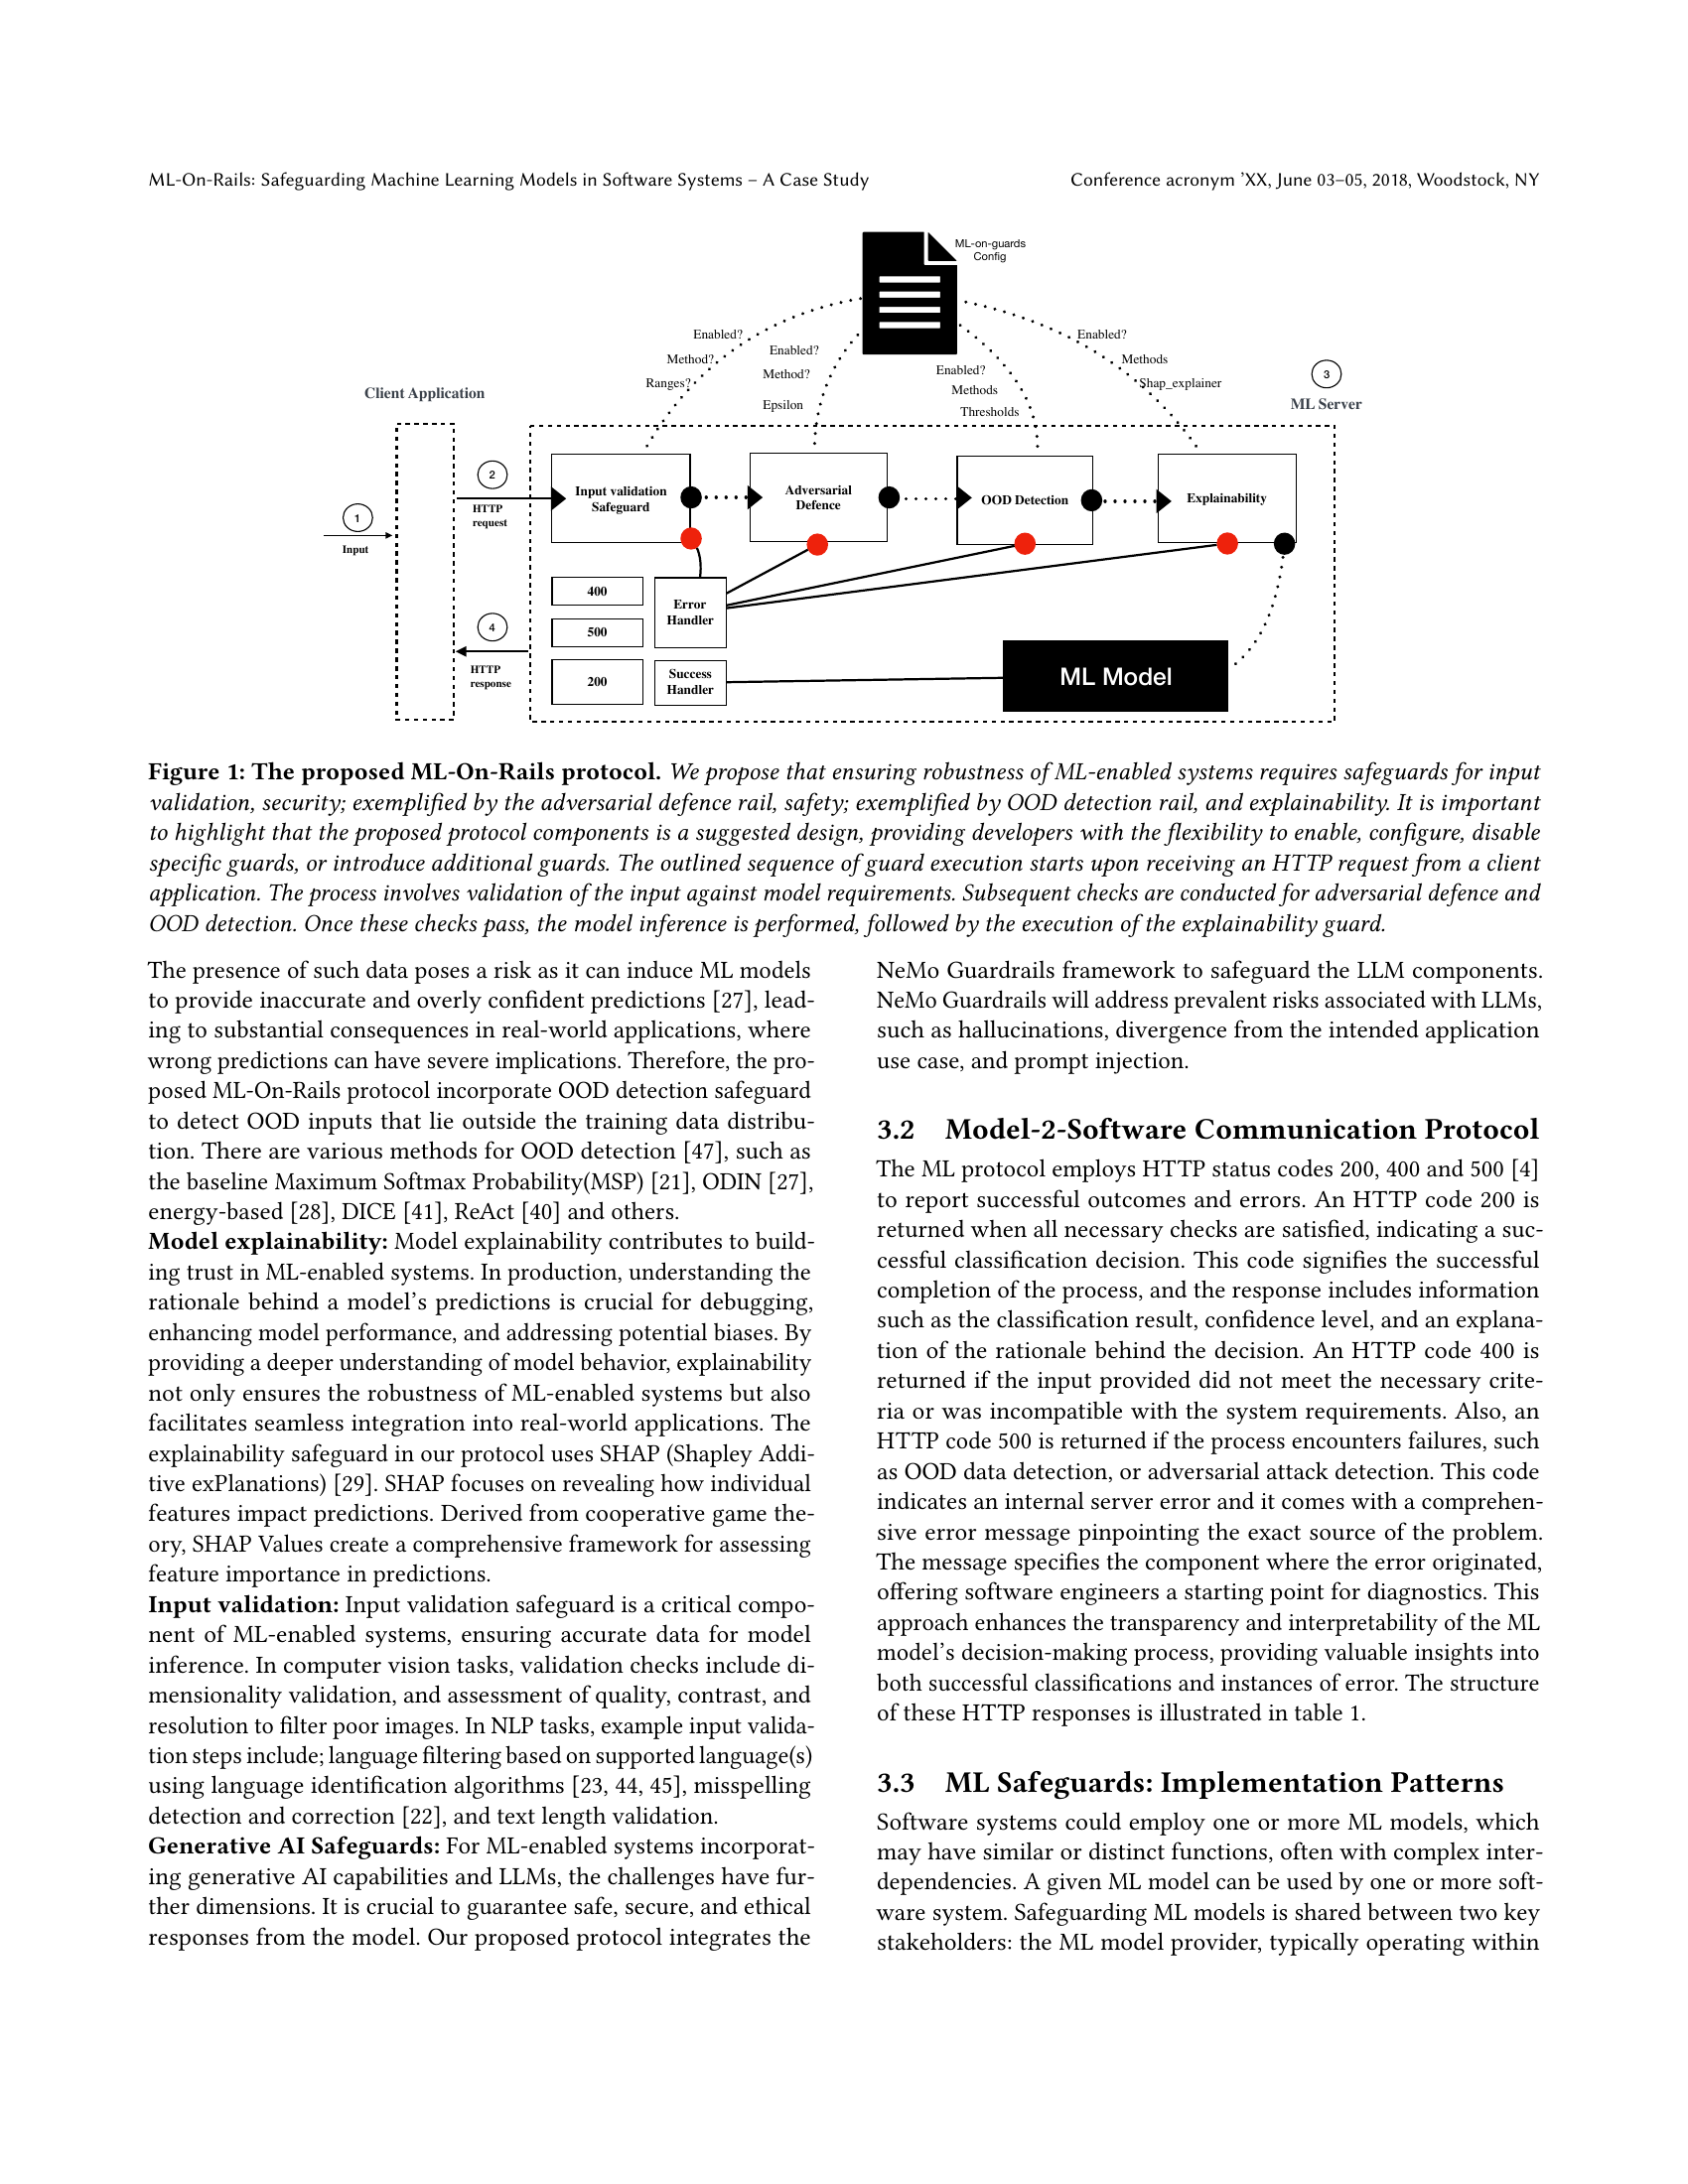 ML-On-Rails: Safeguarding Machine Learning Models in Software Systems – A Case Study
Conference acronym ’XX, June 03–05, 2018, Woodstock, NY
ML-on-guards
Config
Enabled?
Method?
Ranges?
Enabled?
Method?
Epsilon
Enabled?
Methods
Thresholds
Enabled?
Methods
Shap_explainer
3
ML Server
Client Application
1
Input
2
HTTP
request
Input validation
Safeguard
Adversarial
Defence
OOD Detection
Explainability
400
500
200
Error
Handler
Success
Handler
ML Model
4
HTTP
response
Figure 1: The proposed ML-On-Rails protocol. We propose that ensuring robustness of ML-enabled systems requires safeguards for input
validation, security; exemplified by the adversarial defence rail, safety; exemplified by OOD detection rail, and explainability. It is important
to highlight that the proposed protocol components is a suggested design, providing developers with the flexibility to enable, configure, disable
specific guards, or introduce additional guards. The outlined sequence of guard execution starts upon receiving an HTTP request from a client
application. The process involves validation of the input against model requirements. Subsequent checks are conducted for adversarial defence and
OOD detection. Once these checks pass, the model inference is performed, followed by the execution of the explainability guard.
The presence of such data poses a risk as it can induce ML models
to provide inaccurate and overly confident predictions [27], lead-
ing to substantial consequences in real-world applications, where
wrong predictions can have severe implications. Therefore, the pro-
posed ML-On-Rails protocol incorporate OOD detection safeguard
to detect OOD inputs that lie outside the training data distribu-
tion. There are various methods for OOD detection [47], such as
the baseline Maximum Softmax Probability(MSP) [21], ODIN [27],
energy-based [28], DICE [41], ReAct [40] and others.
Model explainability: Model explainability contributes to build-
ing trust in ML-enabled systems. In production, understanding the
rationale behind a model’s predictions is crucial for debugging,
enhancing model performance, and addressing potential biases. By
providing a deeper understanding of model behavior, explainability
not only ensures the robustness of ML-enabled systems but also
facilitates seamless integration into real-world applications. The
explainability safeguard in our protocol uses SHAP (Shapley Addi-
tive exPlanations) [29]. SHAP focuses on revealing how individual
features impact predictions. Derived from cooperative game the-
ory, SHAP Values create a comprehensive framework for assessing
feature importance in predictions.
Input validation: Input validation safeguard is a critical compo-
nent of ML-enabled systems, ensuring accurate data for model
inference. In computer vision tasks, validation checks include di-
mensionality validation, and assessment of quality, contrast, and
resolution to filter poor images. In NLP tasks, example input valida-
tion steps include; language filtering based on supported language(s)
using language identification algorithms [23, 44, 45], misspelling
detection and correction [22], and text length validation.
Generative AI Safeguards: For ML-enabled systems incorporat-
ing generative AI capabilities and LLMs, the challenges have fur-
ther dimensions. It is crucial to guarantee safe, secure, and ethical
responses from the model. Our proposed protocol integrates the
NeMo Guardrails framework to safeguard the LLM components.
NeMo Guardrails will address prevalent risks associated with LLMs,
such as hallucinations, divergence from the intended application
use case, and prompt injection.
3.2 Model-2-Software Communication Protocol
The ML protocol employs HTTP status codes 200, 400 and 500 [4]
to report successful outcomes and errors. An HTTP code 200 is
returned when all necessary checks are satisfied, indicating a suc-
cessful classification decision. This code signifies the successful
completion of the process, and the response includes information
such as the classification result, confidence level, and an explana-
tion of the rationale behind the decision. An HTTP code 400 is
returned if the input provided did not meet the necessary crite-
ria or was incompatible with the system requirements. Also, an
HTTP code 500 is returned if the process encounters failures, such
as OOD data detection, or adversarial attack detection. This code
indicates an internal server error and it comes with a comprehen-
sive error message pinpointing the exact source of the problem.
The message specifies the component where the error originated,
offering software engineers a starting point for diagnostics. This
approach enhances the transparency and interpretability of the ML
model’s decision-making process, providing valuable insights into
both successful classifications and instances of error. The structure
of these HTTP responses is illustrated in table 1.
3.3 ML Safeguards: Implementation Patterns
Software systems could employ one or more ML models, which
may have similar or distinct functions, often with complex inter-
dependencies. A given ML model can be used by one or more soft-
ware system. Safeguarding ML models is shared between two key
stakeholders: the ML model provider, typically operating within